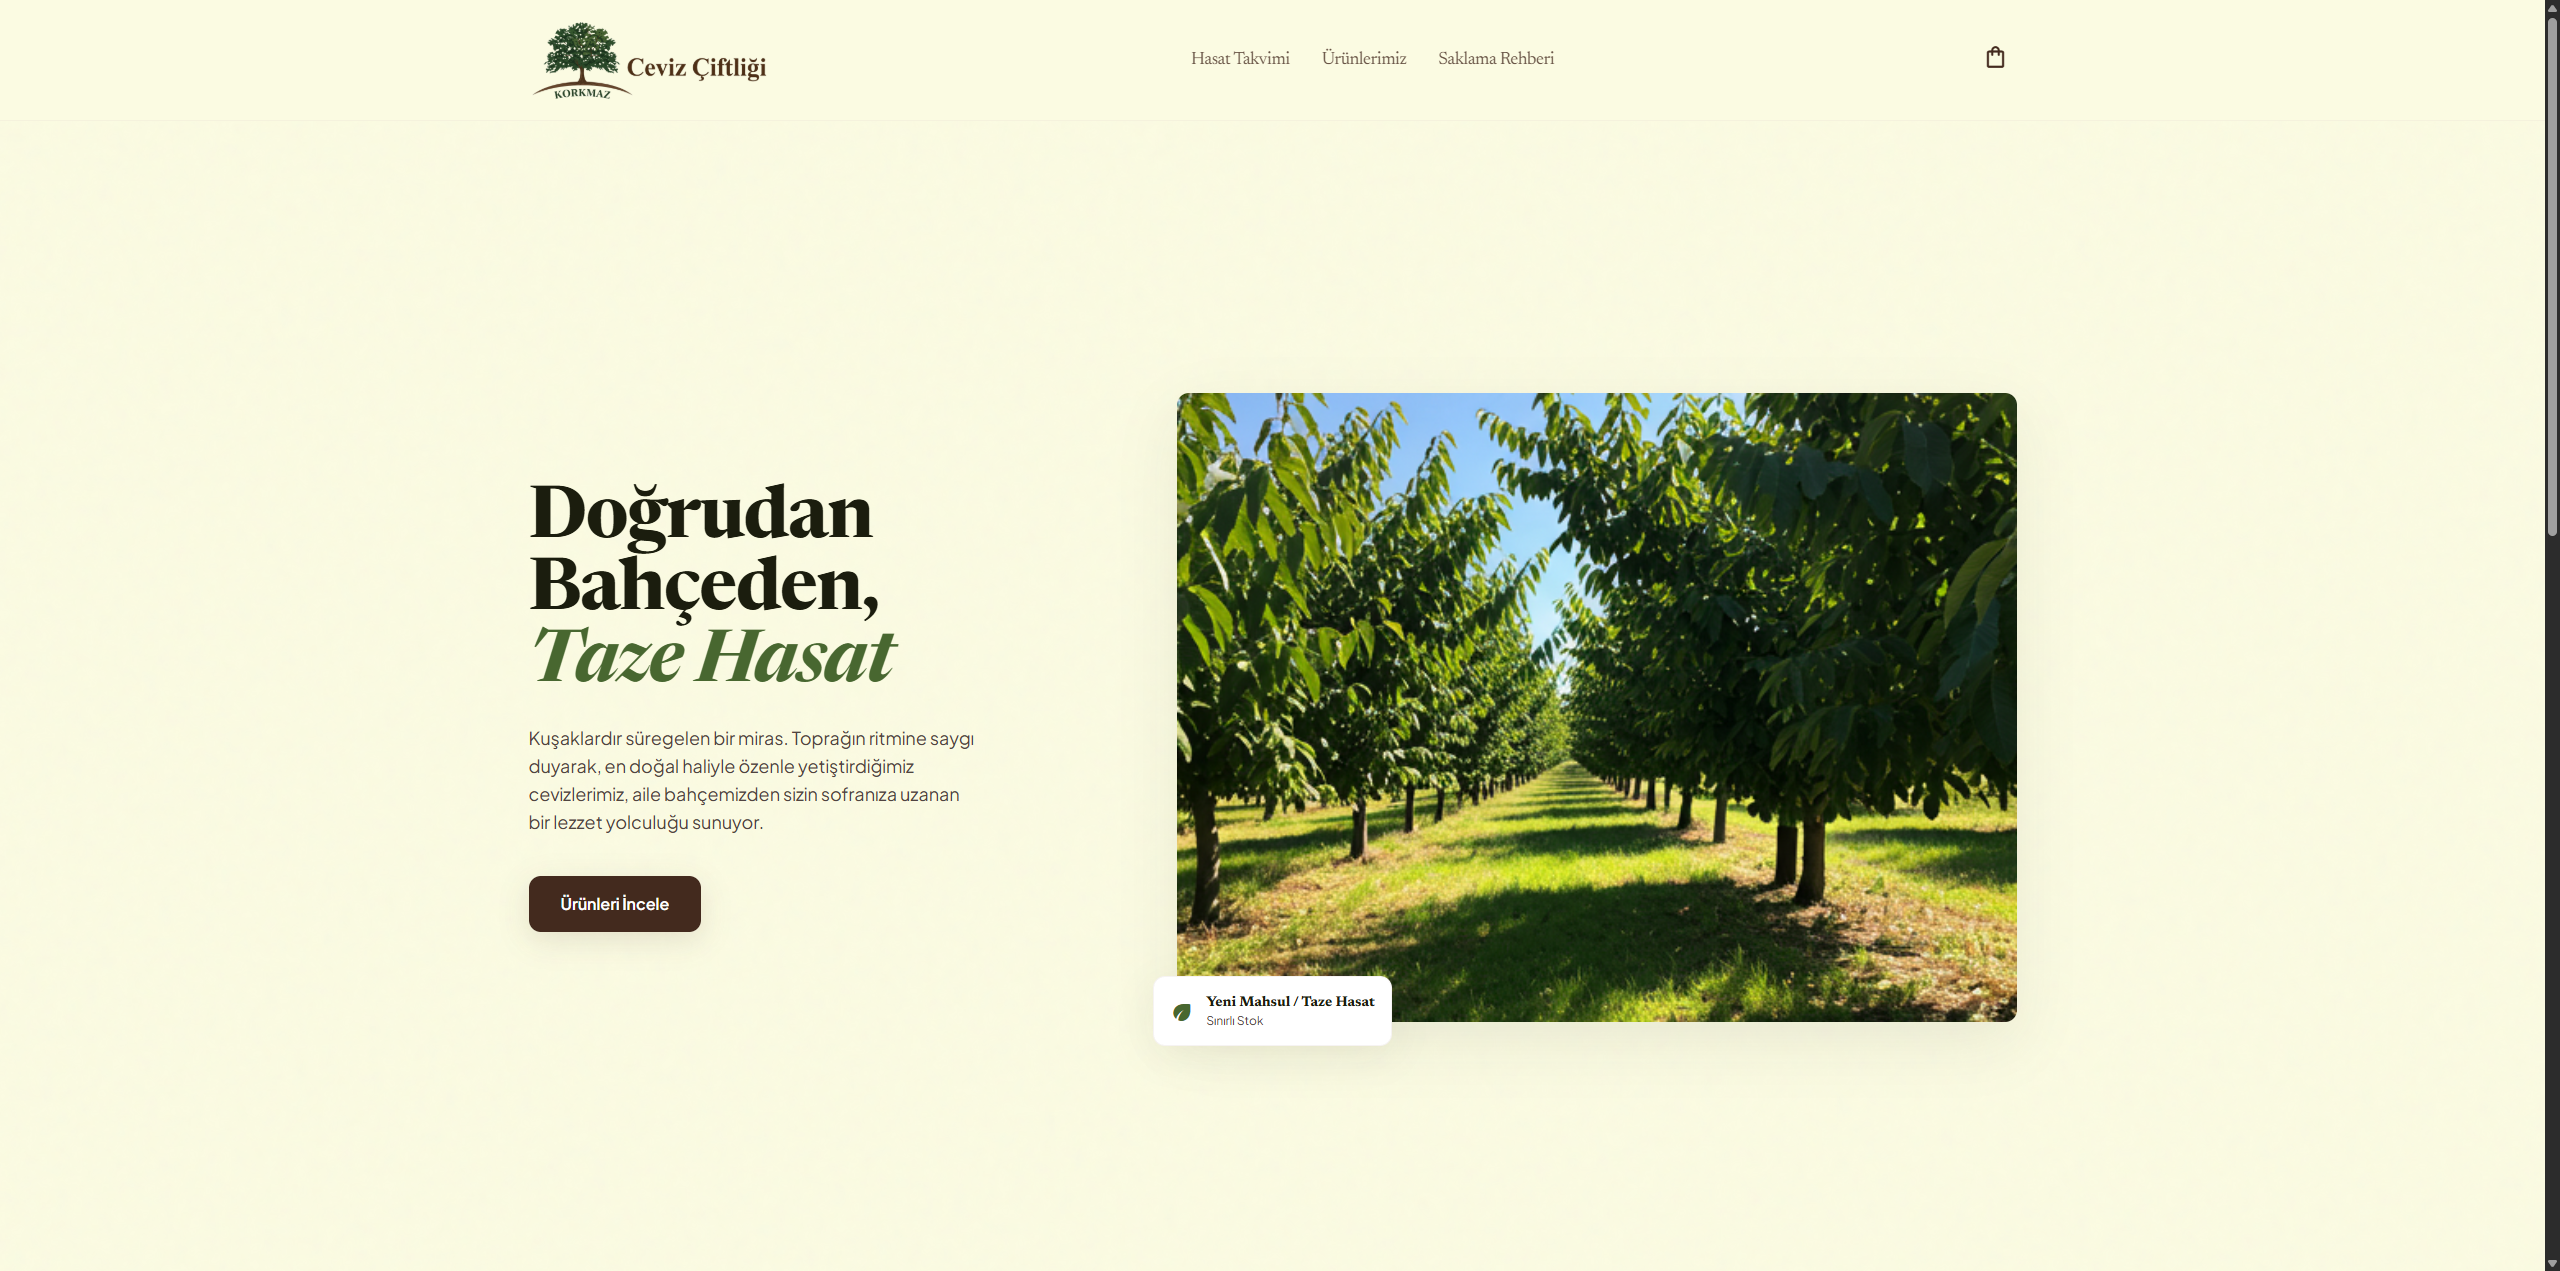 KORKMAZ
Ceviz Çiftliği
Hasat Takvimi
Ürünlerimiz
Saklama Rehberi
Doğrudan
Bahçeden,
Taze Hasat
Kuşaklardır süregelen bir miras. Toprağın ritmine saygı
duyarak, en doğal haliyle özenle yetiştirdiğimiz
cevizlerimiz, aile bahçemizden sizin sofranıza uzanan
bir lezzet yolculuğu sunuyor.
Ürünleri İncele
Yeni Mahsul / Taze Hasat
Sınırlı Stok